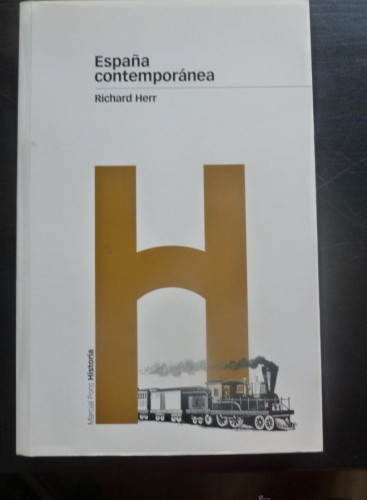 España
contemporánea
Richard Herr
H
Marcial Pons Historia